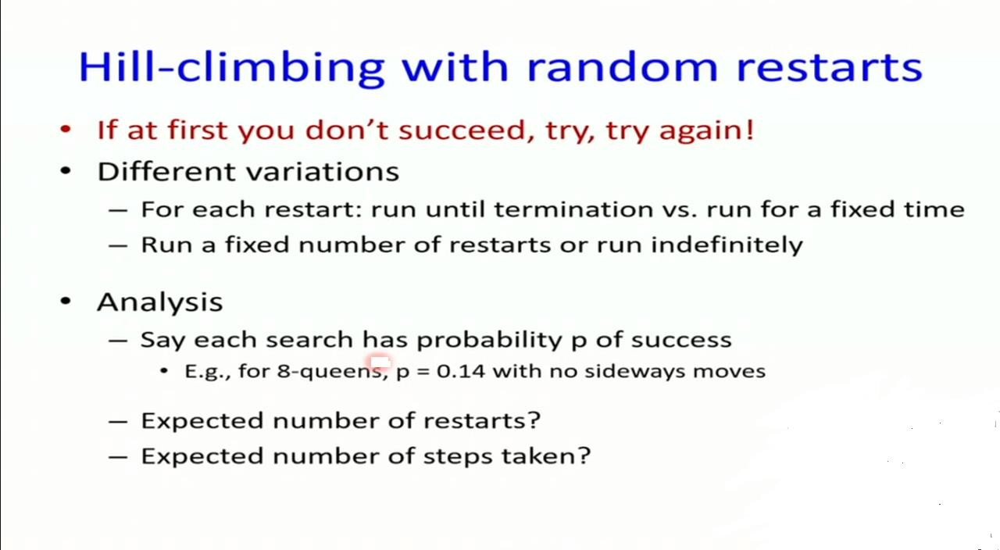 Hill-climbing with random restarts
• If at first you don't succeed, try, try again!
• Different variations
– For each restart: run until termination vs. run for a fixed time
– Run a fixed number of restarts or run indefinitely
• Analysis
– Say each search has probability p of success
• E.g., for 8-queens, p = 0.14 with no sideways moves
– Expected number of restarts?
– Expected number of steps taken?